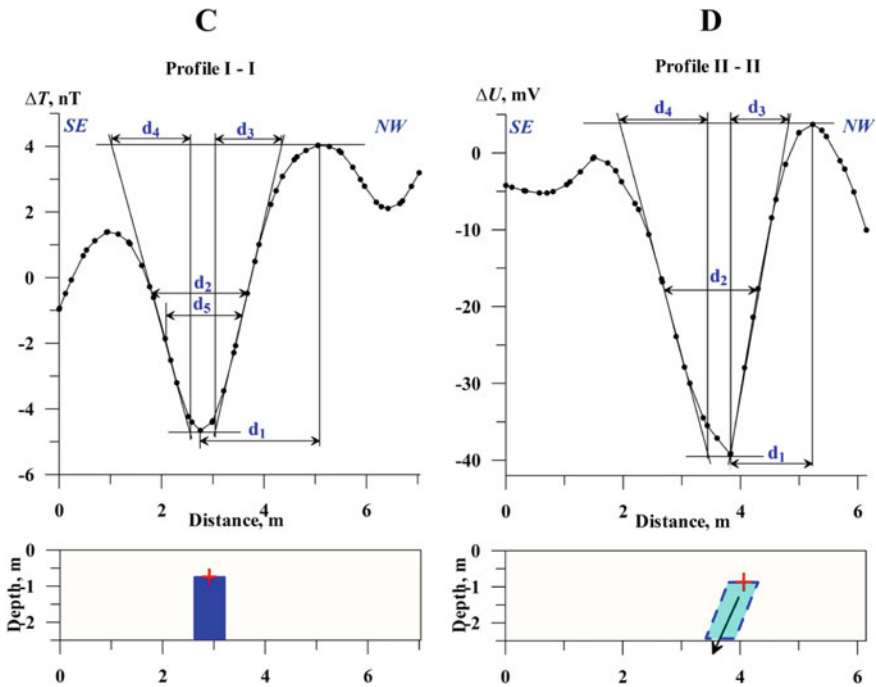 C
Profile I - I
ΔT, nT
SE
NW
d4
d3
4
2
0
-2
-4
-6
d2
d5
d1
0
2
4
6
Distance, m
Depth, m
0
-1
-2
0
2
4
6
D
Profile II - II
ΔU, mV
SE
NW
d4
d3
0
-10
-20
-30
-40
d2
d1
0
2
4
6
Distance, m
Depth, m
0
-1
-2
0
2
4
6